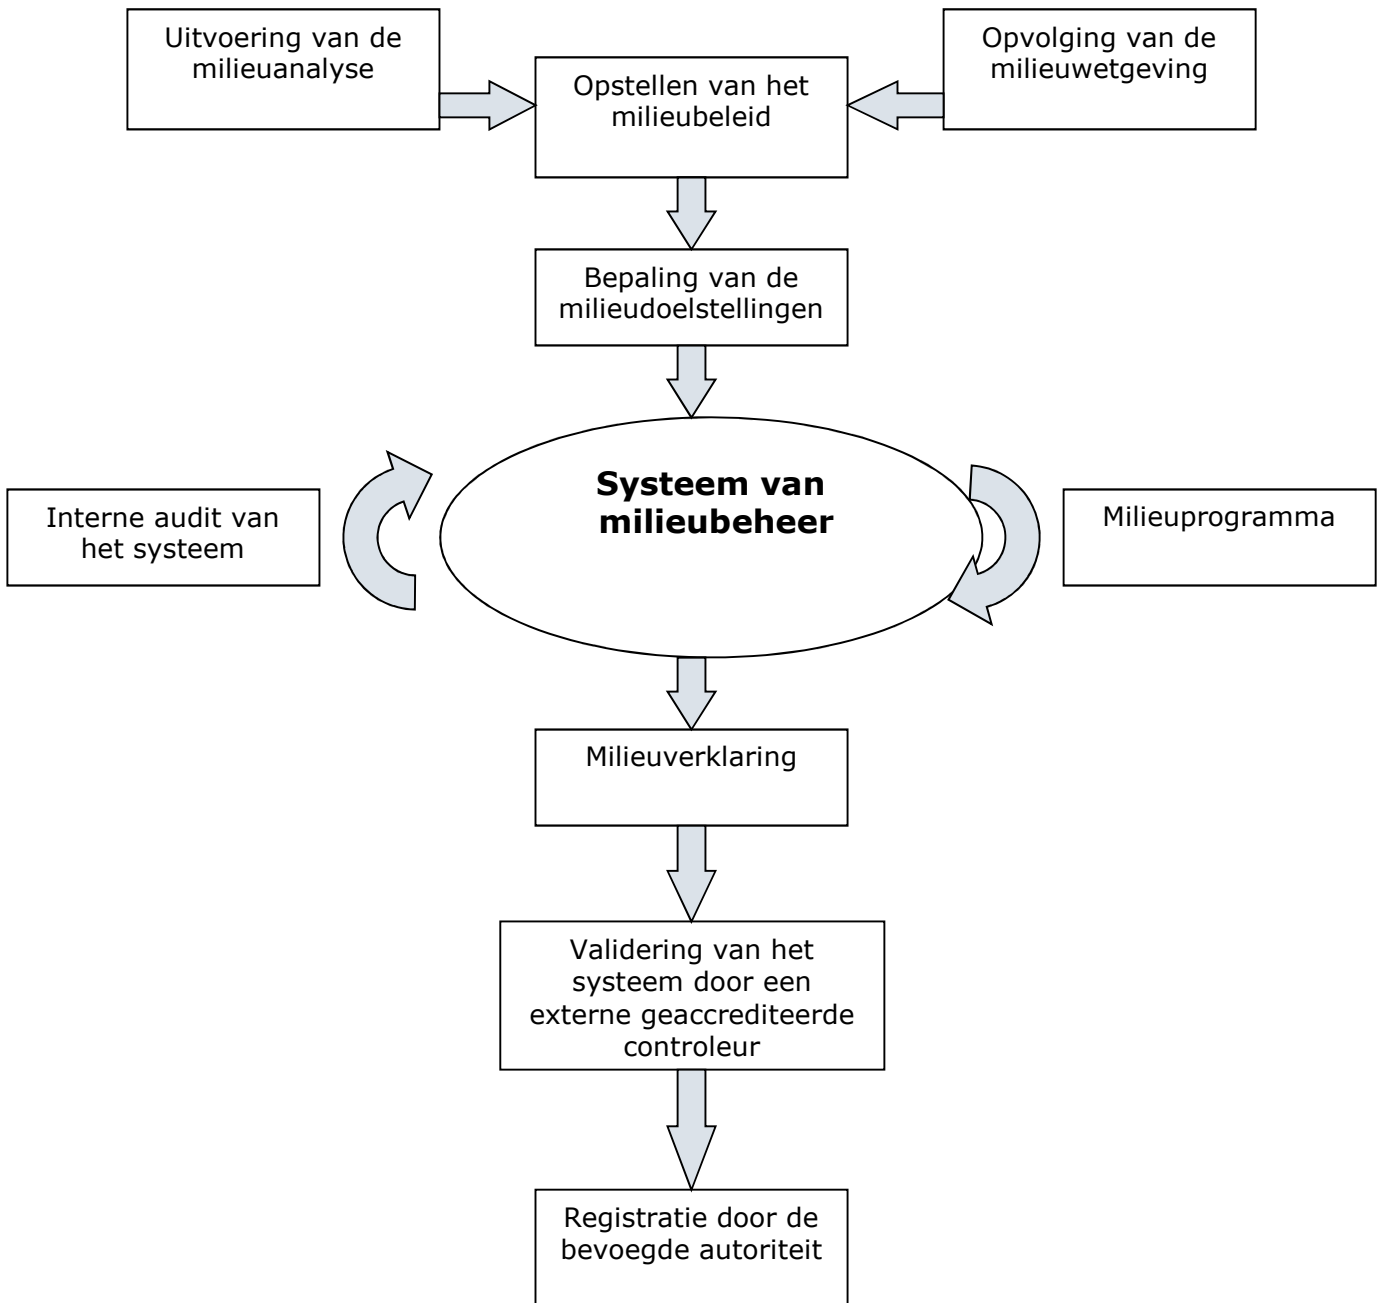 Uitvoering van de
milieuanalyse
Opstellen van het
milieubeleid
Opvolging van de
milieuwetgeving
Bepaling van de
milieudoelstellingen
Interne audit van
het systeem
Systeem van
milieubeheer
Milieuprogramma
Milieuverklaring
Validering van het
systeem door een
externe geaccrediteerde
controleur
Registratie door de
bevoegde autoriteit